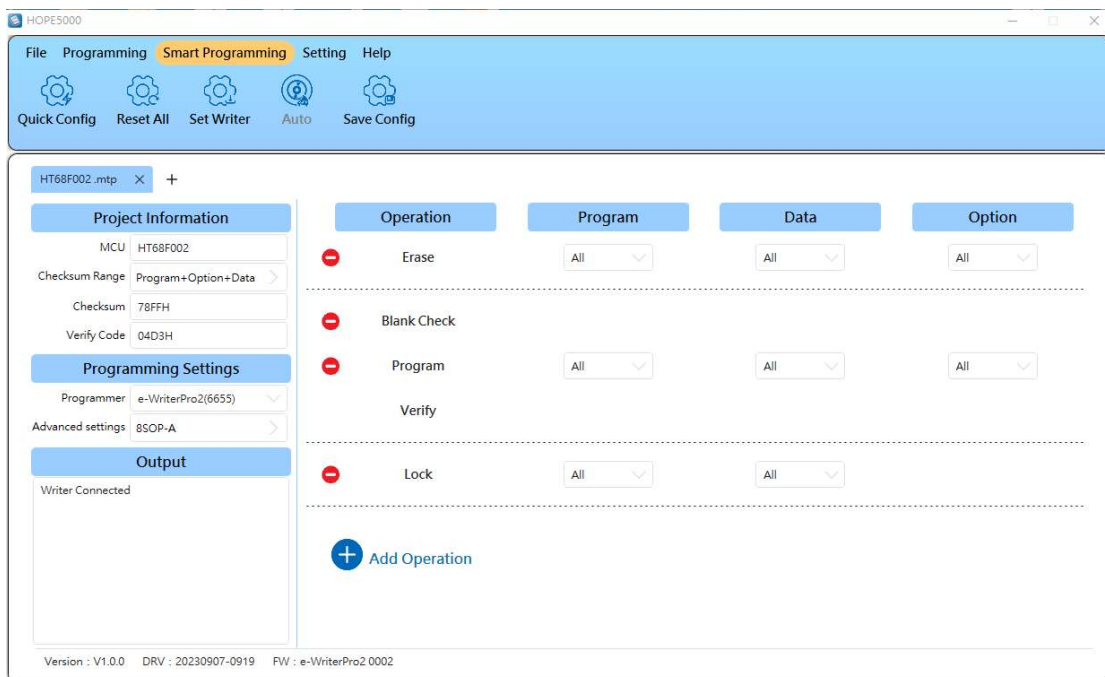 HOPE5000
File Programming Smart Programming Setting Help
Quick Config Reset All Set Writer Auto Save Config
HT68F002 .mtp × +
Project Information
MCU HT68F002
Checksum Range Program+Option+Data
Checksum 78FFH
Verify Code 04D3H
Programming Settings
Programmer e-WriterPro2(6655)
Advanced settings 8SOP-A
Output
Writer Connected
Operation Program Data Option
Erase All All All
Blank Check
Program All All All
Verify
Lock All All
Add Operation
Version : V1.0.0 DRV : 20230907-0919 FW : e-WriterPro2 0002